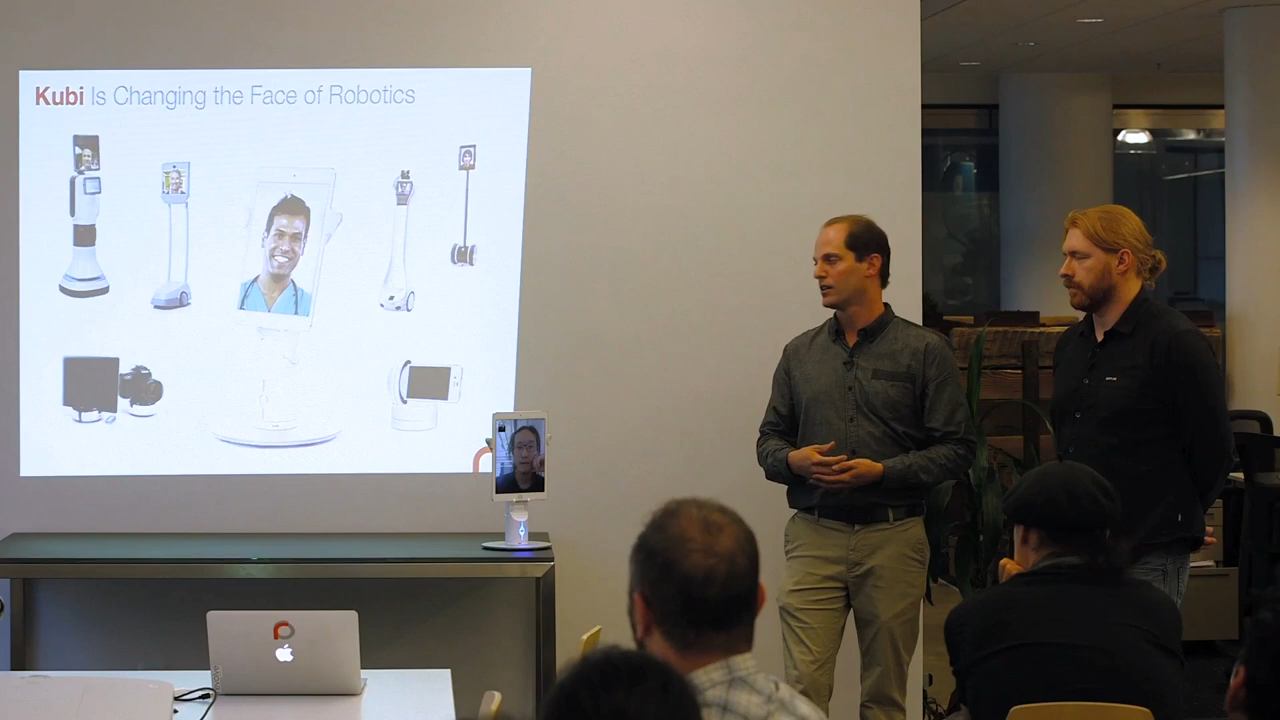 Kubi Is Changing the Face of Robotics